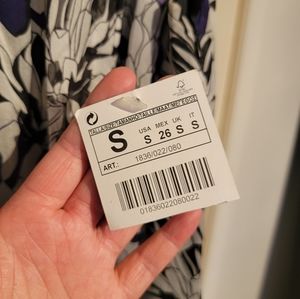 S
USA MEX UK IT
S 26 S S
ART.: 1836/022/080
01836022080022